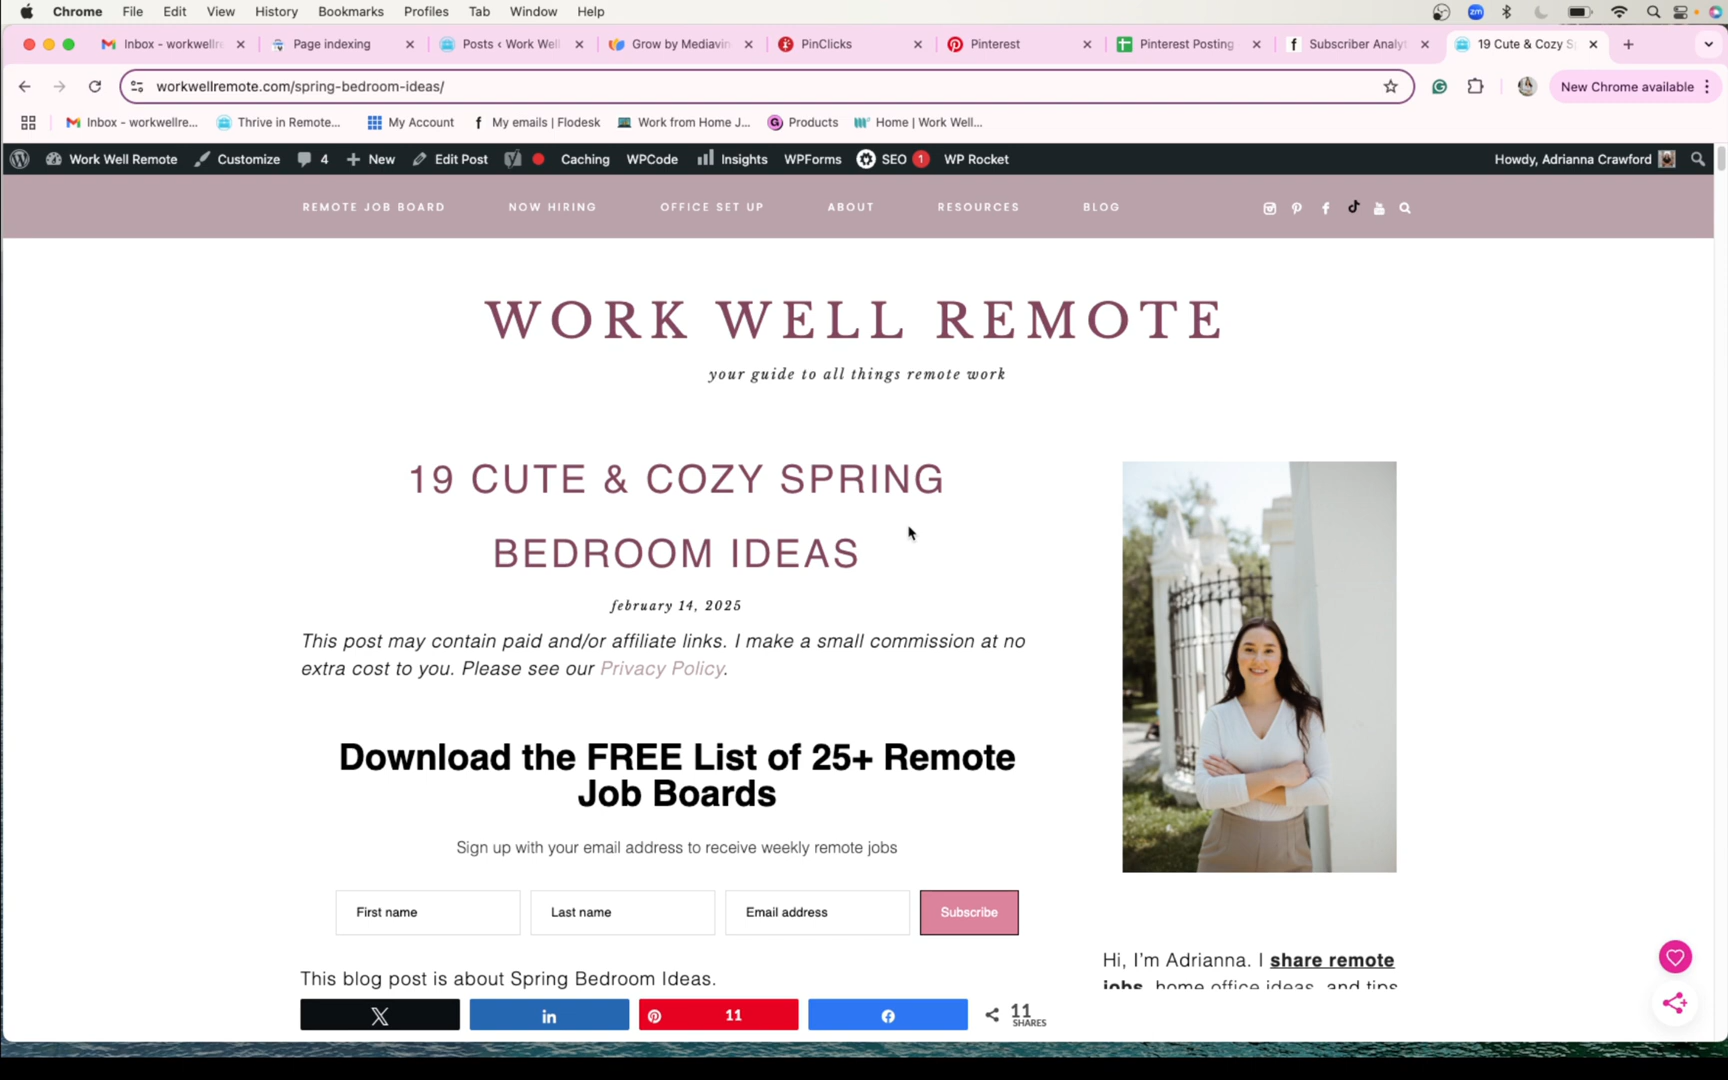 Chrome File Edit View History Bookmarks Profiles Tab Window Help
zm
Inbox - workwellre Page indexing Posts ‹ Work Well Grow by Mediavin PinClicks Pinterest Pinterest Posting Subscriber Analyt 19 Cute & Cozy S
workwellremote.com/spring-bedroom-ideas/ New Chrome available
Inbox - workwellre... Thrive in Remote... My Account My emails | Flodesk Work from Home J... Products Home | Work Well...
Work Well Remote Customize 4 New Edit Post Caching WPCode Insights WPForms SEO 1 WP Rocket Howdy, Adrianna Crawford
REMOTE JOB BOARD NOW HIRING OFFICE SET UP ABOUT RESOURCES BLOG
WORK WELL REMOTE
your guide to all things remote work
19 CUTE & COZY SPRING
BEDROOM IDEAS
february 14, 2025
This post may contain paid and/or affiliate links. I make a small commission at no
extra cost to you. Please see our Privacy Policy.
Download the FREE List of 25+ Remote
Job Boards
Sign up with your email address to receive weekly remote jobs
First name Last name Email address Subscribe
This blog post is about Spring Bedroom Ideas.
11 11
SHARES
Hi, I'm Adrianna. I share remote
jobs, home office ideas, and tips